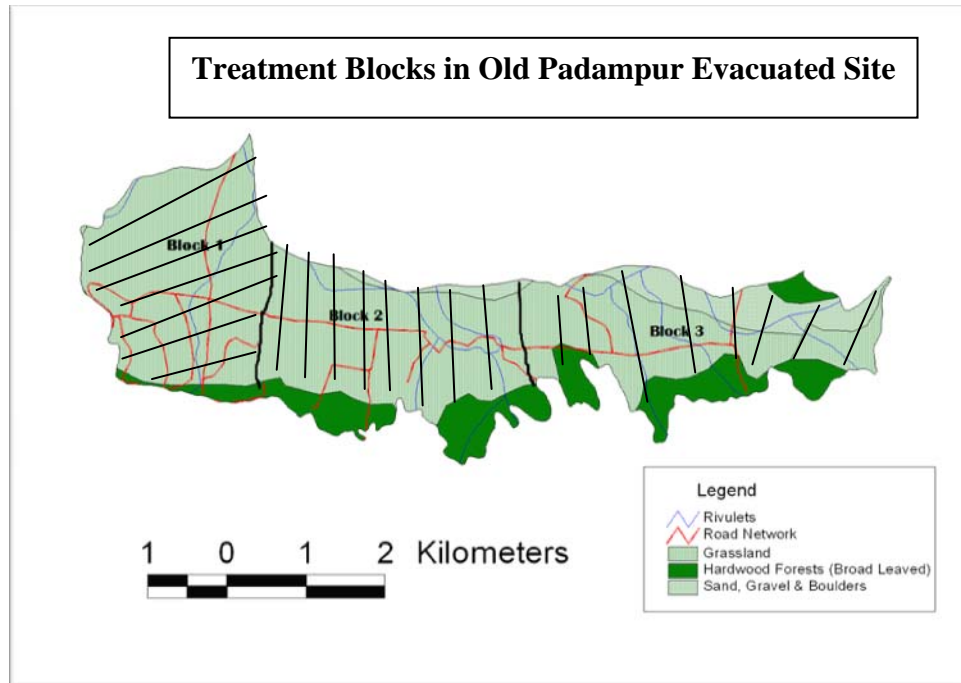 Treatment Blocks in Old Padampur Evacuated Site
Block 1
Block 2
Block 3
Legend
Rivulets
Road Network
Grassland
Hardwood Forests (Broad Leaved)
Sand, Gravel & Boulders
1 0 1 2 Kilometers